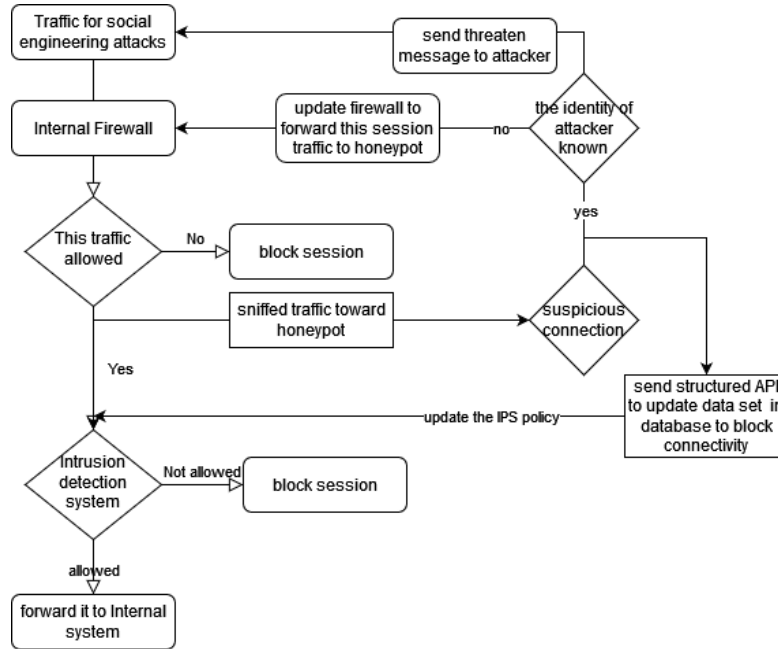 Traffic for social
engineering attacks
send threaten
message to attacker
Internal Firewall
update firewall to
forward this session
traffic to honeypot
no
the identity of
attacker
known
yes
This traffic
allowed
No
block session
sniffed traffic toward
honeypot
suspicious
connection
Yes
send structured API
to update data set in
database to block
connectivity
update the IPS policy
Intrusion
detection
system
Not allowed
block session
allowed
forward it to Internal
system